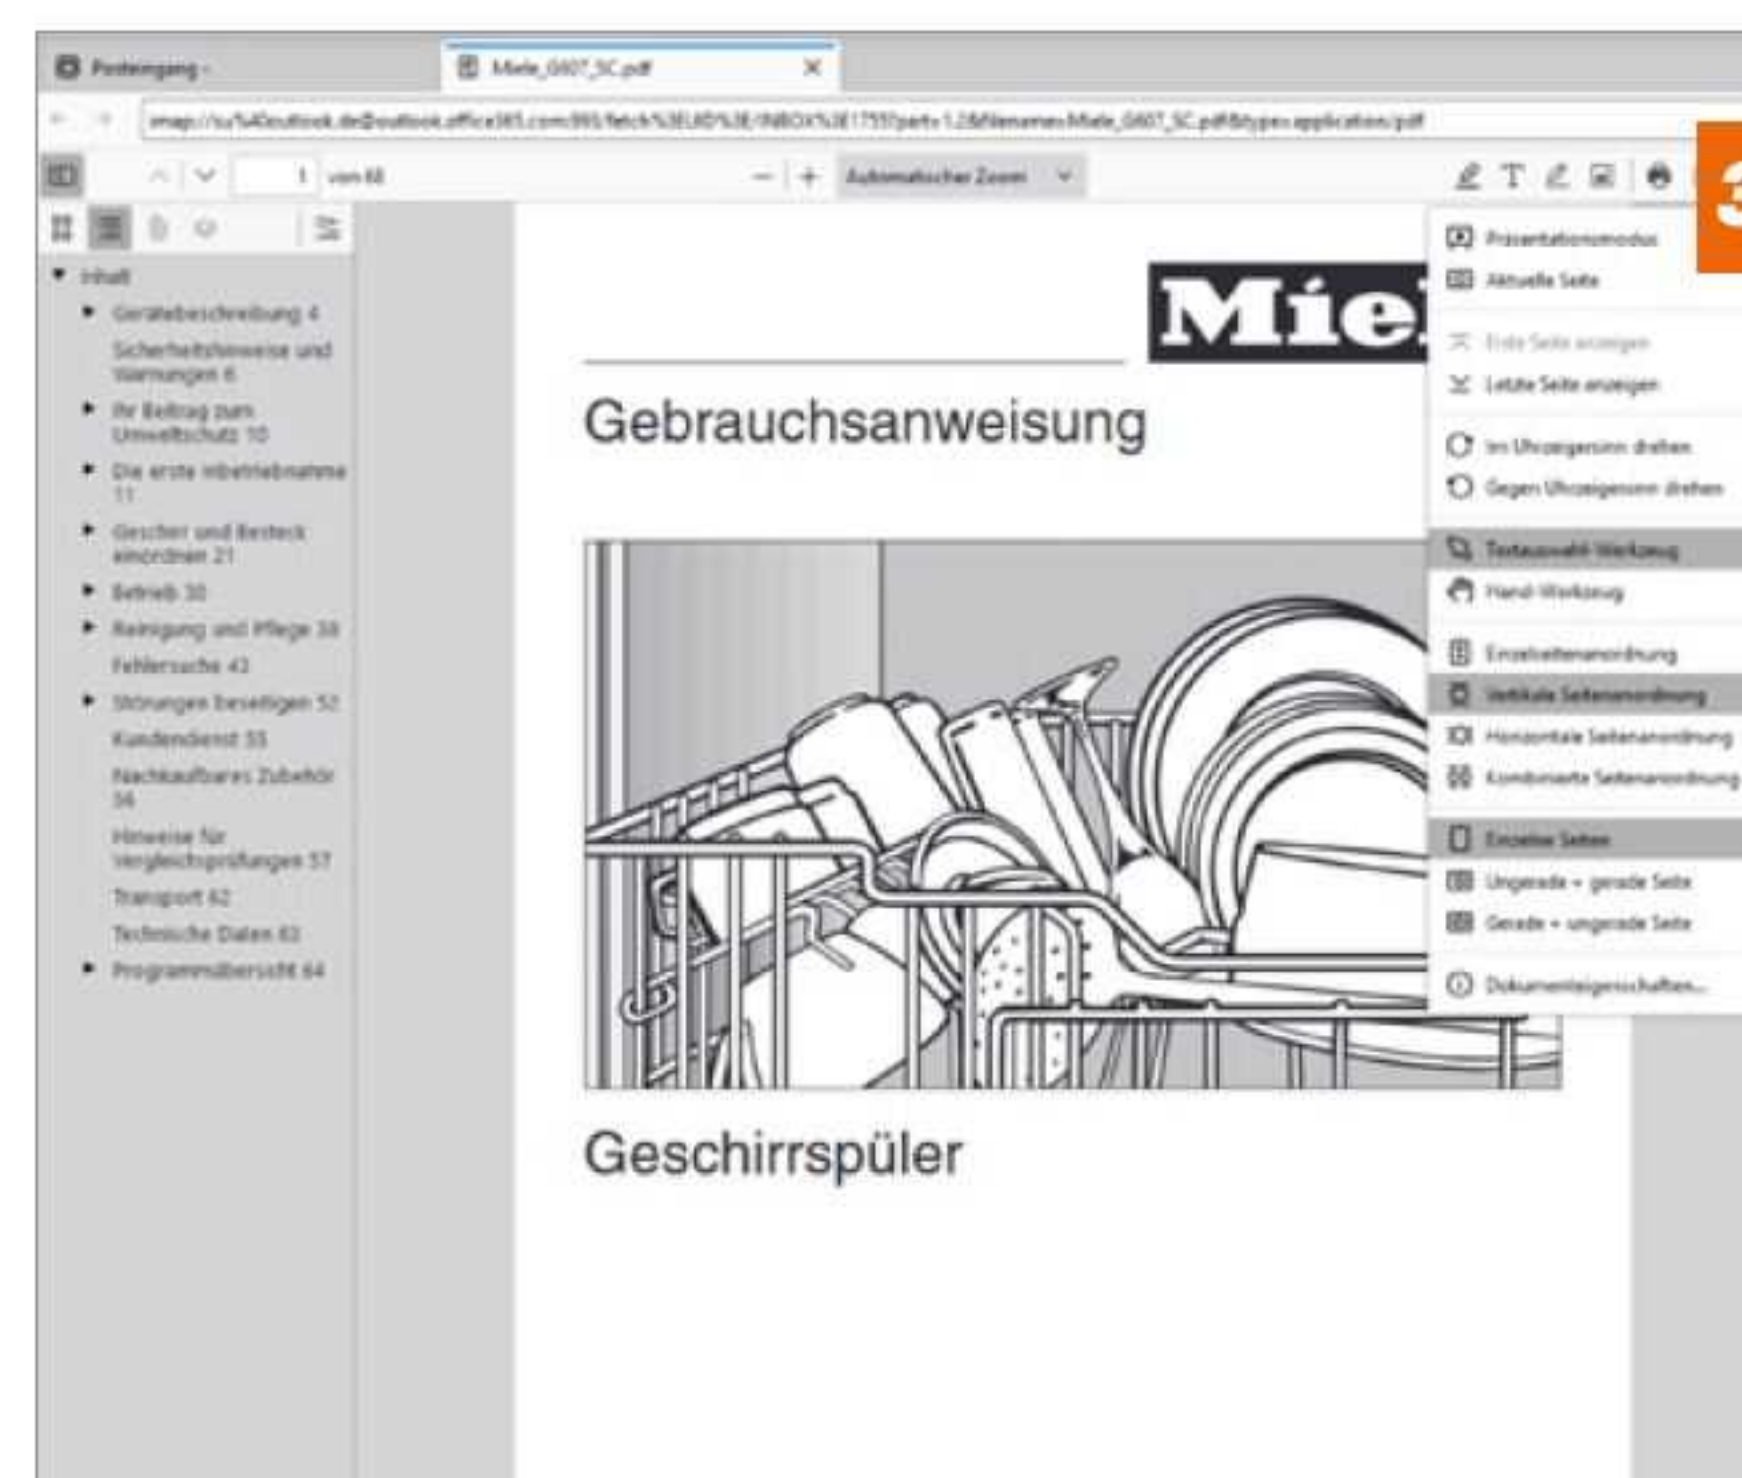 Posteingang -
Miele_G607_SC.pdf
1 von 68
Automatischer Zoom
3
Inhalt
Gerätebeschreibung 4
Sicherheitshinweise und
Warnungen 6
Ihr Beitrag zum
Umweltschutz 10
Die erste Inbetriebnahme
11
Geschirr und Besteck
einordnen 21
Betrieb 30
Reinigung und Pflege 38
Fehlersuche 43
Störungen beseitigen 52
Kundendienst 55
Nachkaufbares Zubehör
56
Hinweise für
Vergleichsprüfungen 57
Transport 62
Technische Daten 63
Programmübersicht 64
Mie
Gebrauchsanweisung
Geschirrspüler
Präsentationsmodus
Aktuelle Seite
Erste Seite anzeigen
Letzte Seite anzeigen
Im Uhrzeigersinn drehen
Gegen Uhrzeigersinn drehen
Textauswahl-Werkzeug
Hand-Werkzeug
Einzelseitenanordnung
Vertikale Seitenanordnung
Horizontale Seitenanordnung
Kombinierte Seitenanordnung
Einzelne Seiten
Ungerade + gerade Seite
Gerade + ungerade Seite
Dokumenteigenschaften...